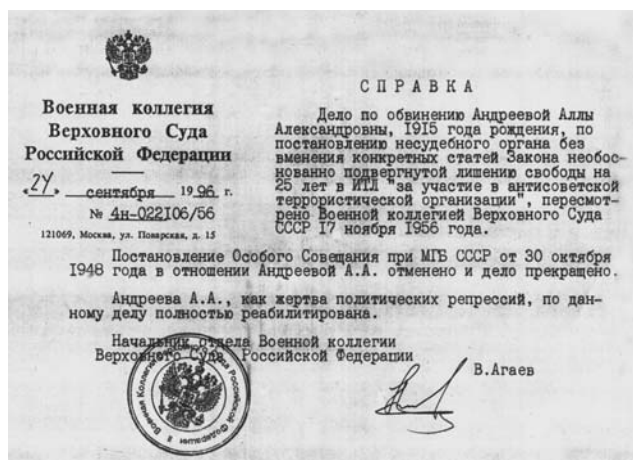 Военная коллегия
Верховного Суда
Российской Федерации
"24" сентября 1996 г.
№ 4н-022106/56
121069, Москва, ул. Поварская, д. 15
СПРАВКА
Дело по обвинению Андреевой Аллы
Александровны, 1915 года рождения, по
постановлению несудебного органа без
вменения конкретных статей Закона необос-
нованно подвергнутой лишению свободы на
25 лет в ИТЛ "за участие в антисоветской
террористической организации", пересмот-
рено Военной коллегией Верховного Суда
СССР 17 ноября 1956 года.
Постановление Особого Совещания при МГБ СССР от 30 октября
1948 года в отношении Андреевой А.А. отменено и дело прекращено.
Андреева А.А., как жертва политических репрессий, по дан-
ному делу полностью реабилитирована.
Начальник отдела Военной коллегии
Верховного Суда Российской Федерации
В.Агаев